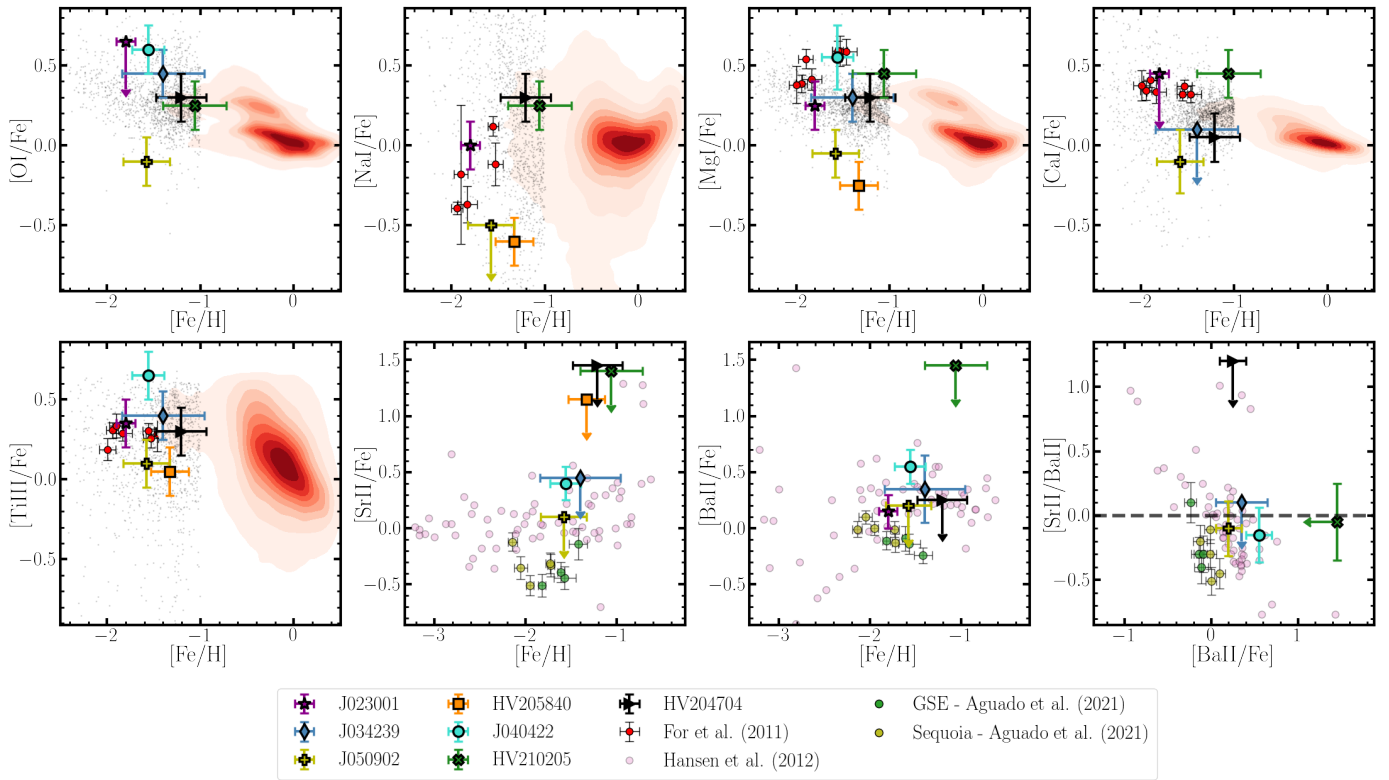 0.5
0.0
−0.5
[OI/Fe]
−2
−1
0
[Fe/H]
0.5
0.0
−0.5
[NaI/Fe]
−2
−1
0
[Fe/H]
0.5
0.0
−0.5
[MgI/Fe]
−2
−1
0
[Fe/H]
0.5
0.0
−0.5
[CaI/Fe]
−2
−1
0
[Fe/H]
0.5
0.0
−0.5
[TiII/Fe]
−2
−1
0
[Fe/H]
1.5
1.0
0.5
0.0
−0.5
[SrII/Fe]
−3
−2
−1
[Fe/H]
1.5
1.0
0.5
0.0
−0.5
[BaII/Fe]
−3
−2
−1
[Fe/H]
1.0
0.5
0.0
−0.5
[SrII/BaII]
−1
0
1
[BaII/Fe]
J023001
HV205840
HV204704
GSE - Aguado et al. (2021)
J034239
J040422
For et al. (2011)
Sequoia - Aguado et al. (2021)
J050902
HV210205
Hansen et al. (2012)